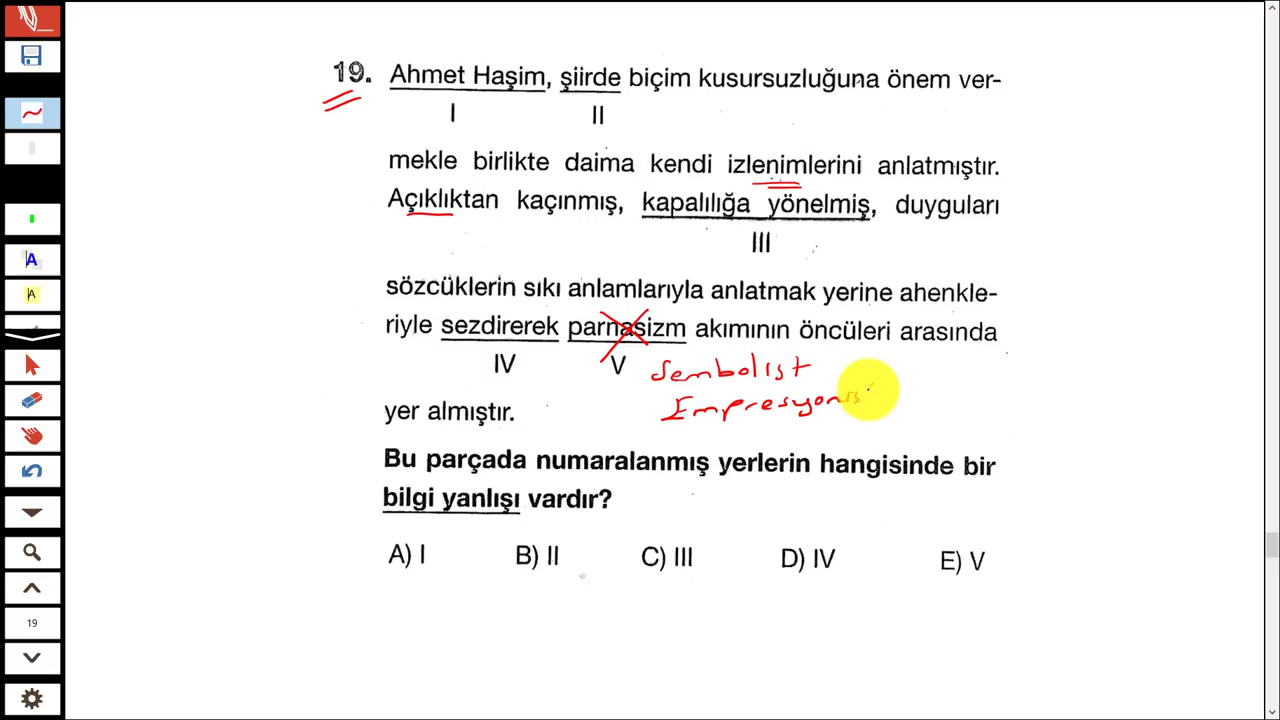 19. Ahmet Haşim, şiirde biçim kusursuzluğuna önem ver-
I II
mekle birlikte daima kendi izlenimlerini anlatmıştır.
Açıklıktan kaçınmış, kapalılığa yönelmiş, duyguları
III
sözcüklerin sıkı anlamlarıyla anlatmak yerine ahenkle-
riyle sezdirerek parnasizm akımının öncüleri arasında
IV V Sembolist
Empresyonis
yer almıştır.
Bu parçada numaralanmış yerlerin hangisinde bir
bilgi yanlışı vardır?
A) I B) II C) III D) IV E) V
A
A
19